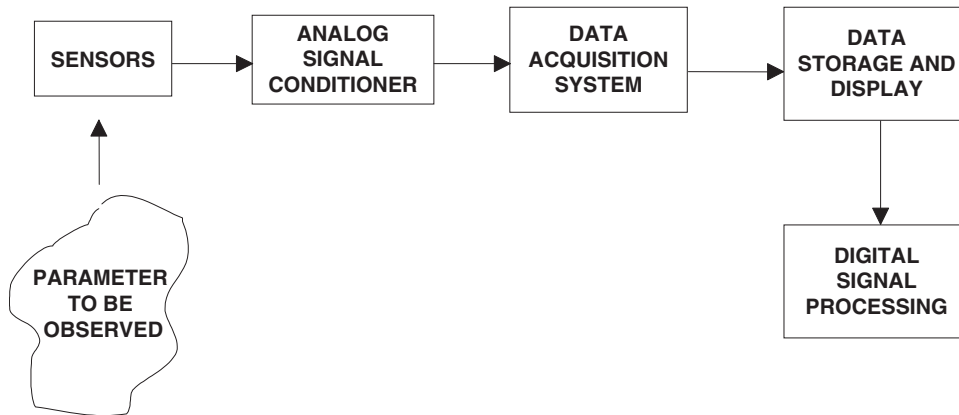 SENSORS
ANALOG
SIGNAL
CONDITIONER
DATA
ACQUISITION
SYSTEM
DATA
STORAGE AND
DISPLAY
PARAMETER
TO BE
OBSERVED
DIGITAL
SIGNAL
PROCESSING